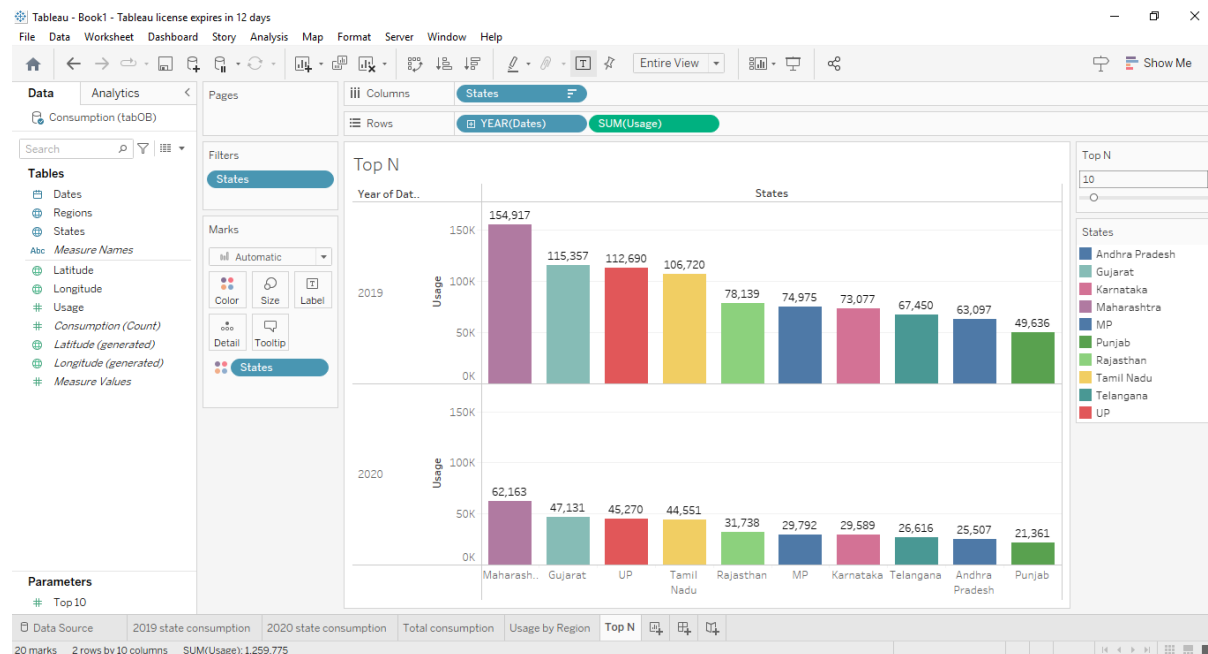 Tableau - Book1 - Tableau license expires in 12 days
File Data Worksheet Dashboard Story Analysis Map Format Server Window Help
Entire View
Show Me
Data Analytics
Consumption (tabOB)
Search
Tables
Dates
Regions
States
Abc Measure Names
Latitude
Longitude
# Usage
# Consumption (Count)
Latitude (generated)
Longitude (generated)
# Measure Values
Parameters
# Top 10
Pages
Filters
States
Marks
Automatic
Color Size Label
Detail Tooltip
States
Columns States
Rows YEAR(Dates) SUM(Usage)
Top N
Year of Dat.. States
2019
Usage
150K
100K
50K
0K
154,917
115,357
112,690
106,720
78,139
74,975
73,077
67,450
63,097
49,636
2020
Usage
150K
100K
50K
0K
62,163
47,131
45,270
44,551
31,738
29,792
29,589
26,616
25,507
21,361
Maharash.. Gujarat UP Tamil Nadu Rajasthan MP Karnataka Telangana Andhra Pradesh Punjab
Top N
10
States
Andhra Pradesh
Gujarat
Karnataka
Maharashtra
MP
Punjab
Rajasthan
Tamil Nadu
Telangana
UP
Data Source 2019 state consumption 2020 state consumption Total consumption Usage by Region Top N
20 marks 2 rows by 10 columns SUM(Usage): 1,259,775